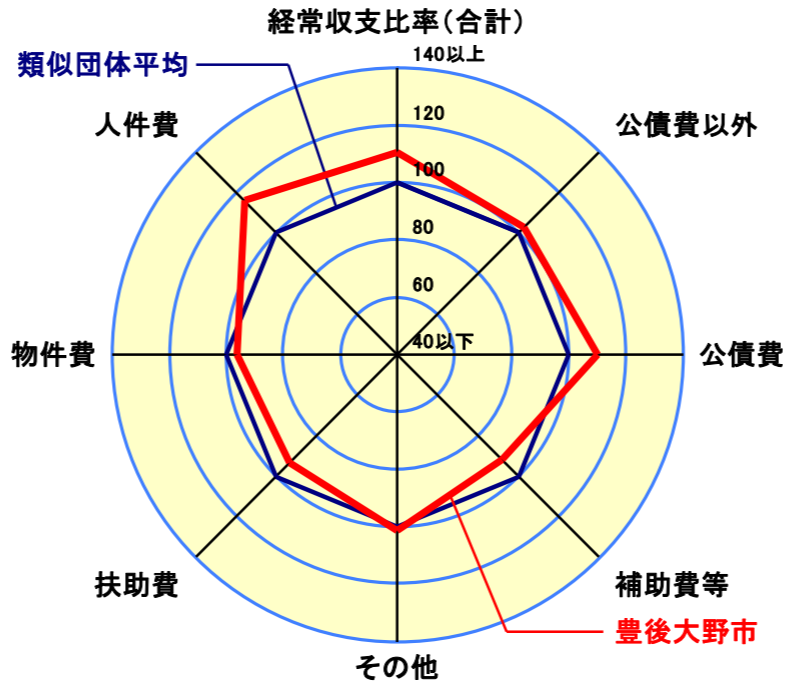 経常収支比率(合計)
140以上
類似団体平均
人件費
120
公債費以外
100
80
60
40以下
物件費
公債費
扶助費
補助費等
豊後大野市
その他